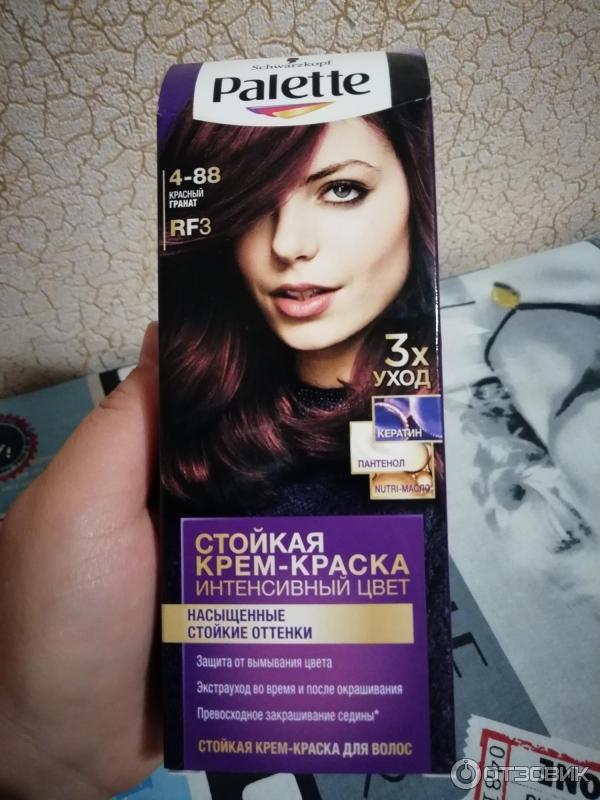 Schwarzkopf
Palette
4-88
КРАСНЫЙ
ГРАНАТ
RF3
3x
УХОД
КЕРАТИН
ПАНТЕНОЛ
NUTRI-МАСЛО
СТОЙКАЯ
КРЕМ-КРАСКА
ИНТЕНСИВНЫЙ ЦВЕТ
НАСЫЩЕННЫЕ
СТОЙКИЕ ОТТЕНКИ
Защита от вымывания цвета
Экстрауход во время и после окрашивания
Превосходное закрашивание седины*
СТОЙКАЯ КРЕМ-КРАСКА ДЛЯ ВОЛОС
ONE
0481
ОТЗОВИК